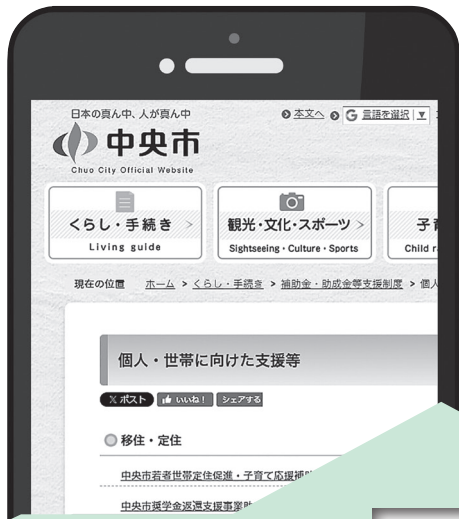 日本の真ん中、人が真ん中
本文へ
言語を選択 ▼
中央市
Chuo City Official Website
くらし・手続き >
Living guide
観光・文化・スポーツ >
Sightseeing・Culture・Sports
子
Child
現在の位置 ホーム > くらし・手続き > 補助金・助成金等支援制度 > 個人
個人・世帯に向けた支援等
X ポスト
いいね!
シェアする
移住・定住
中央市若者世帯定住促進・子育て応援補
中央市奨学金返還支援事業